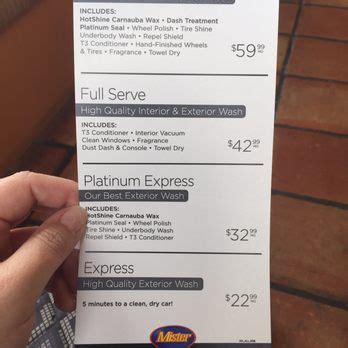 INCLUDES:
HotShine Carnauba Wax • Dash Treatment
Platinum Seal • Wheel Polish • Tire Shine
Underbody Wash • Repel Shield
T3 Conditioner • Hand-Finished Wheels
& Tires • Fragrance • Towel Dry
$59.99
Full Serve
High Quality Interior & Exterior Wash
INCLUDES:
T3 Conditioner • Interior Vacuum
Clean Windows • Fragrance
Dust Dash & Console • Towel Dry
$42.99
Platinum Express
Our Best Exterior Wash
INCLUDES:
HotShine Carnauba Wax
Platinum Seal • Wheel Polish
Tire Shine • Underbody Wash
Repel Shield • T3 Conditioner
$32.99
Express
High Quality Exterior Wash
5 minutes to a clean, dry car!
$22.99
Mister